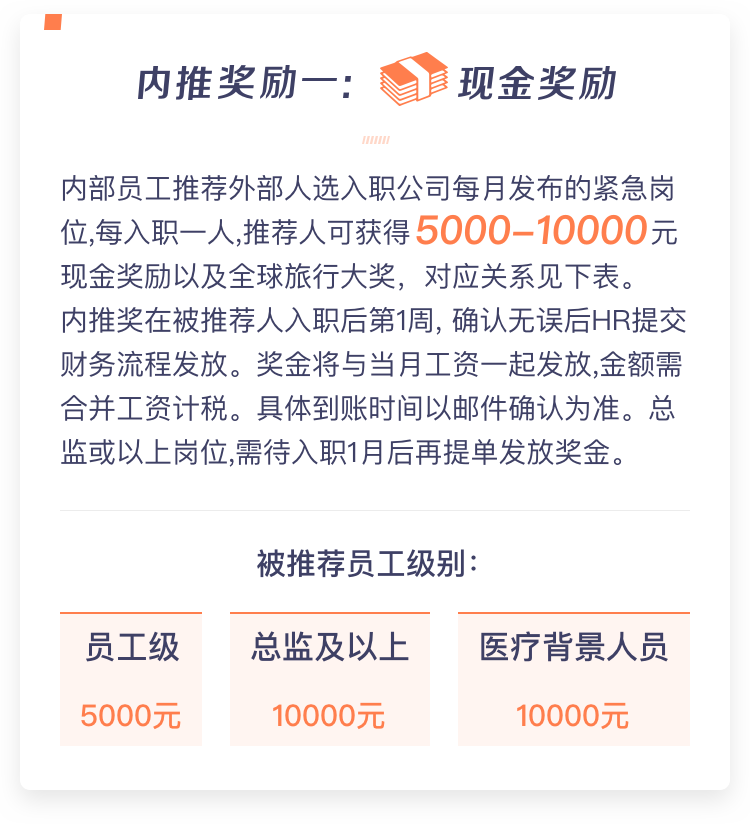 内推奖励一：现金奖励
内部员工推荐外部人选入职公司每月发布的紧急岗
位,每入职一人,推荐人可获得5000-10000元
现金奖励以及全球旅行大奖，对应关系见下表。
内推奖在被推荐人入职后第1周, 确认无误后HR提交
财务流程发放。奖金将与当月工资一起发放,金额需
合并工资计税。具体到账时间以邮件确认为准。总
监或以上岗位,需待入职1月后再提单发放奖金。
被推荐员工级别：
员工级
5000元
总监及以上
10000元
医疗背景人员
10000元